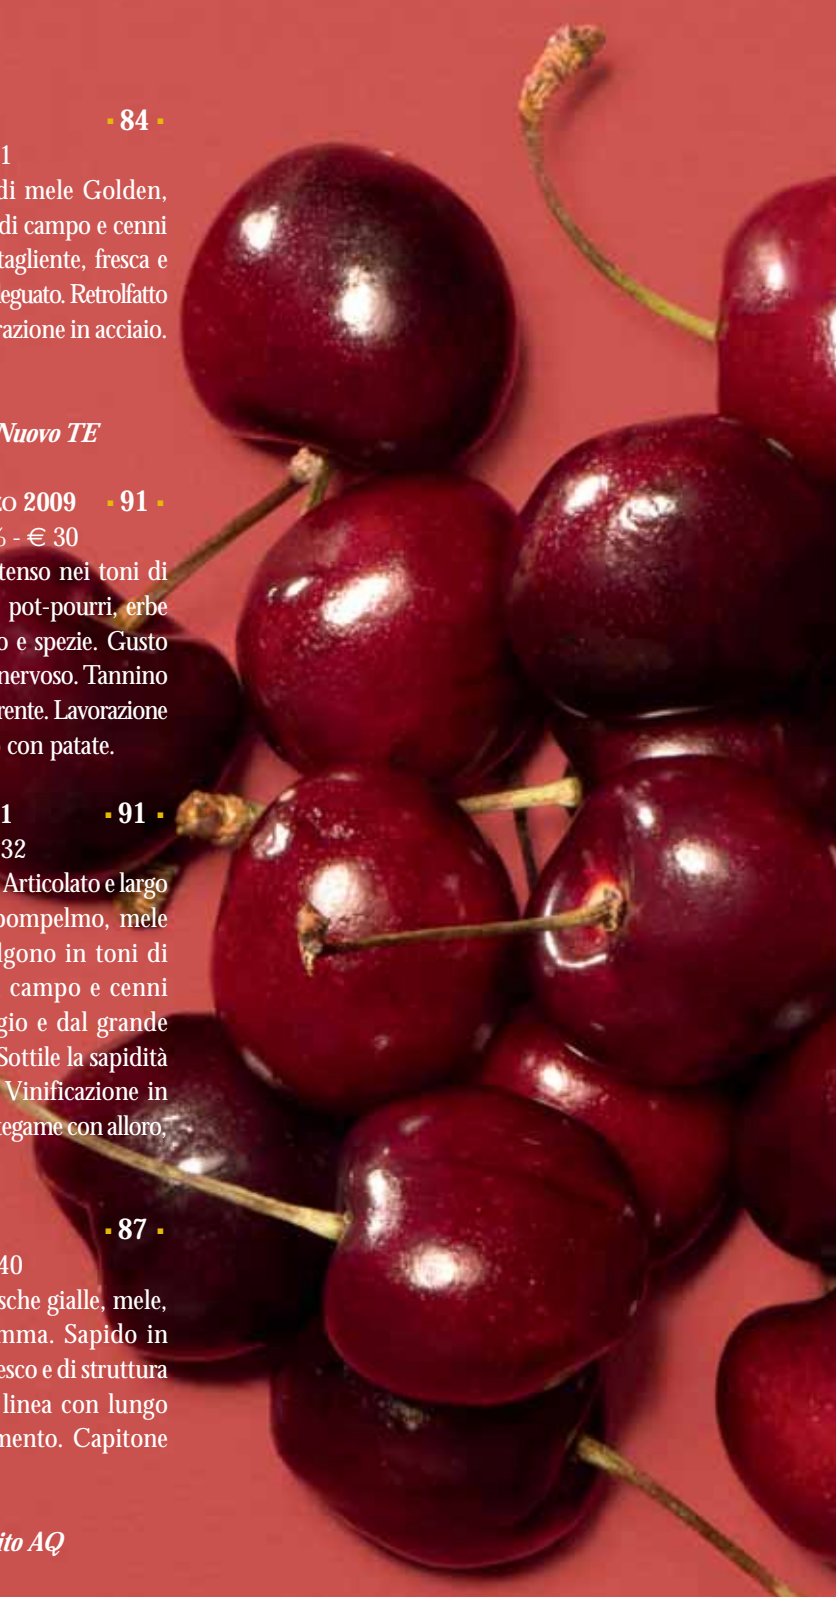 ▪ 84 ▪
1
di mele Golden,
di campo e cenni
tagliente, fresca e
leguato. Retrolfatto
razione in acciaio.
Nuovo TE
zo 2009 ▪ 91 ▪
% - € 30
tenso nei toni di
pot-pourri, erbe
o e spezie. Gusto
nervoso. Tannino
rente. Lavorazione
con patate.
1 ▪ 91 ▪
32
Articolato e largo
pompelmo, mele
lgono in toni di
campo e cenni
gio e dal grande
Sottile la sapidità
Vinificazione in
tegame con alloro,
▪ 87 ▪
40
sche gialle, mele,
mma. Sapido in
esco e di struttura
linea con lungo
mento. Capitone
ito AQ